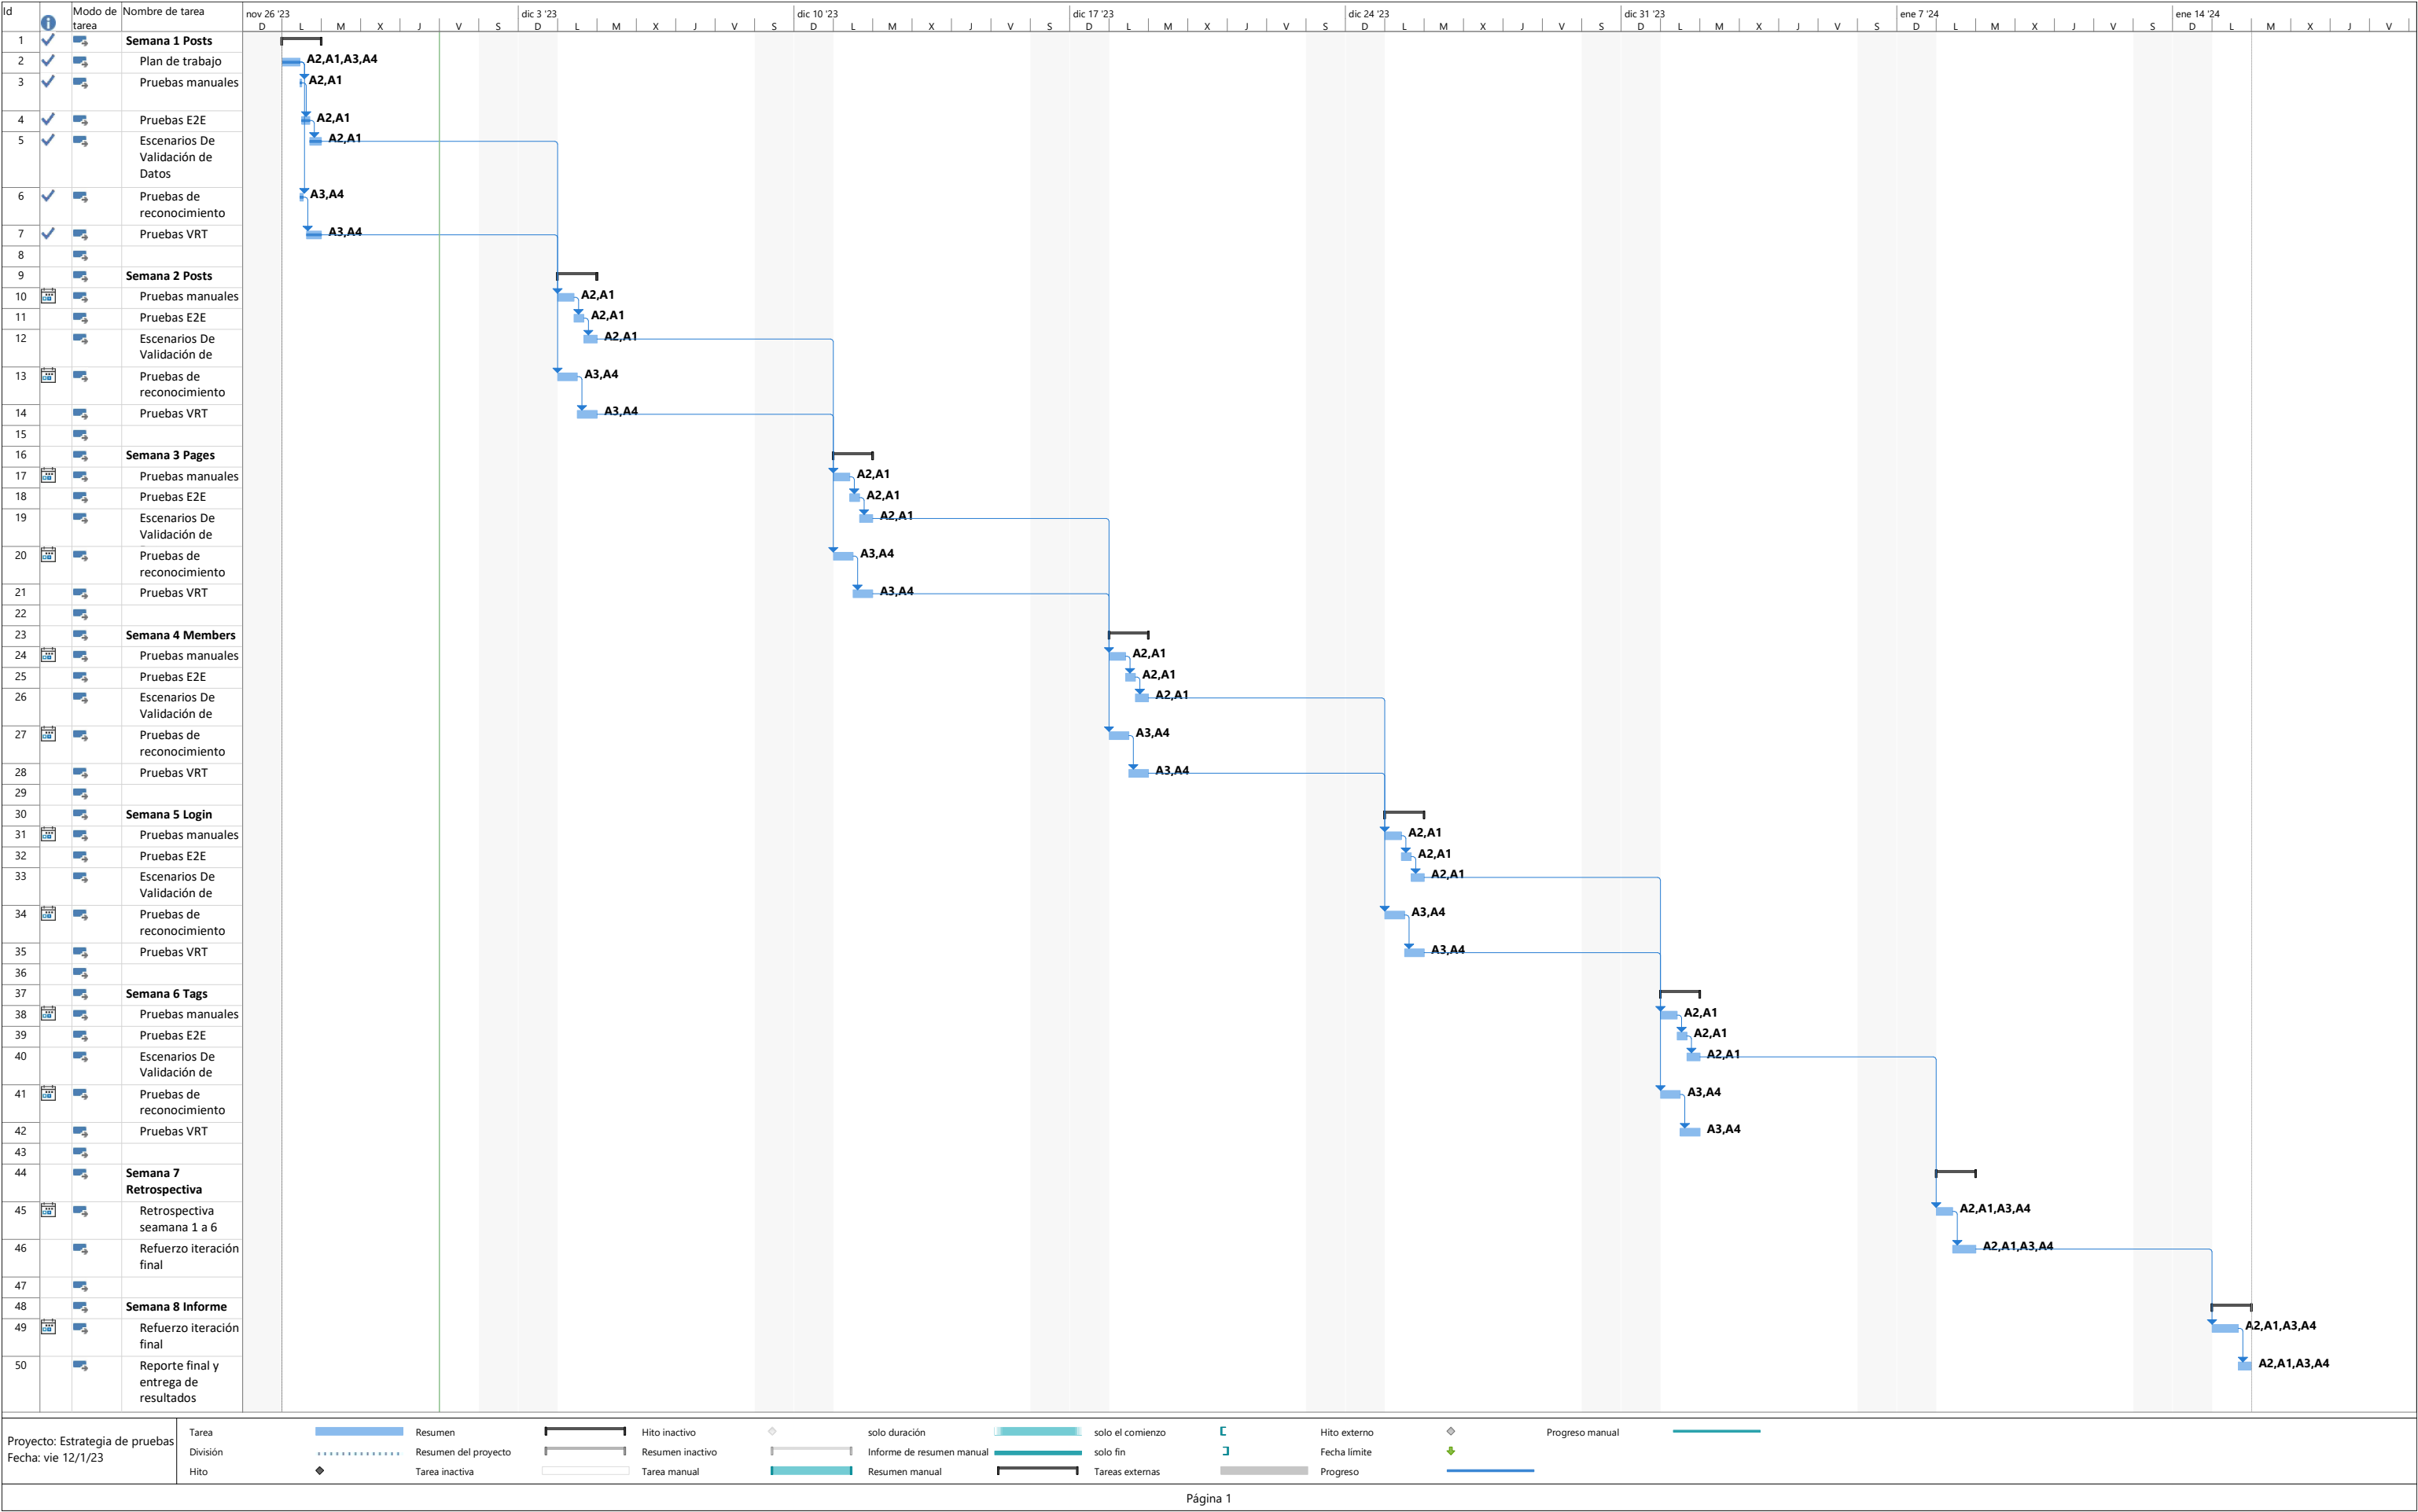 Id Modo de tarea Nombre de tarea
nov 26 '23 dic 3 '23 dic 10 '23 dic 17 '23 dic 24 '23 dic 31 '23 ene 7 '24 ene 14 '24
D L M X J V S D L M X J V S D L M X J V S D L M X J V S D L M X J V S D L M X J V S D L M X J V S D L M X J V
1 Semana 1 Posts
2 Plan de trabajo A2,A1,A3,A4
3 Pruebas manuales A2,A1
4 Pruebas E2E A2,A1
5 Escenarios De A2,A1
Validación de
Datos
6 Pruebas de A3,A4
reconocimiento
7 Pruebas VRT A3,A4
8
9 Semana 2 Posts
10 Pruebas manuales A2,A1
11 Pruebas E2E A2,A1
12 Escenarios De A2,A1
Validación de
13 Pruebas de A3,A4
reconocimiento
14 Pruebas VRT A3,A4
15
16 Semana 3 Pages
17 Pruebas manuales A2,A1
18 Pruebas E2E A2,A1
19 Escenarios De A2,A1
Validación de
20 Pruebas de A3,A4
reconocimiento
21 Pruebas VRT A3,A4
22
23 Semana 4 Members
24 Pruebas manuales A2,A1
25 Pruebas E2E A2,A1
26 Escenarios De A2,A1
Validación de
27 Pruebas de A3,A4
reconocimiento
28 Pruebas VRT A3,A4
29
30 Semana 5 Login
31 Pruebas manuales A2,A1
32 Pruebas E2E A2,A1
33 Escenarios De A2,A1
Validación de
34 Pruebas de A3,A4
reconocimiento
35 Pruebas VRT A3,A4
36
37 Semana 6 Tags
38 Pruebas manuales A2,A1
39 Pruebas E2E A2,A1
40 Escenarios De A2,A1
Validación de
41 Pruebas de A3,A4
reconocimiento
42 Pruebas VRT A3,A4
43
44 Semana 7
Retrospectiva
45 Retrospectiva A2,A1,A3,A4
seamana 1 a 6
46 Refuerzo iteración A2,A1,A3,A4
final
47
48 Semana 8 Informe
49 Refuerzo iteración A2,A1,A3,A4
final
50 Reporte final y A2,A1,A3,A4
entrega de
resultados
Proyecto: Estrategia de pruebas
Fecha: vie 12/1/23
Tarea Resumen Hito inactivo solo duración solo el comienzo Hito externo Progreso manual
División Resumen del proyecto Resumen inactivo Informe de resumen manual solo fin Fecha límite
Hito Tarea inactiva Tarea manual Resumen manual Tareas externas Progreso
Página 1